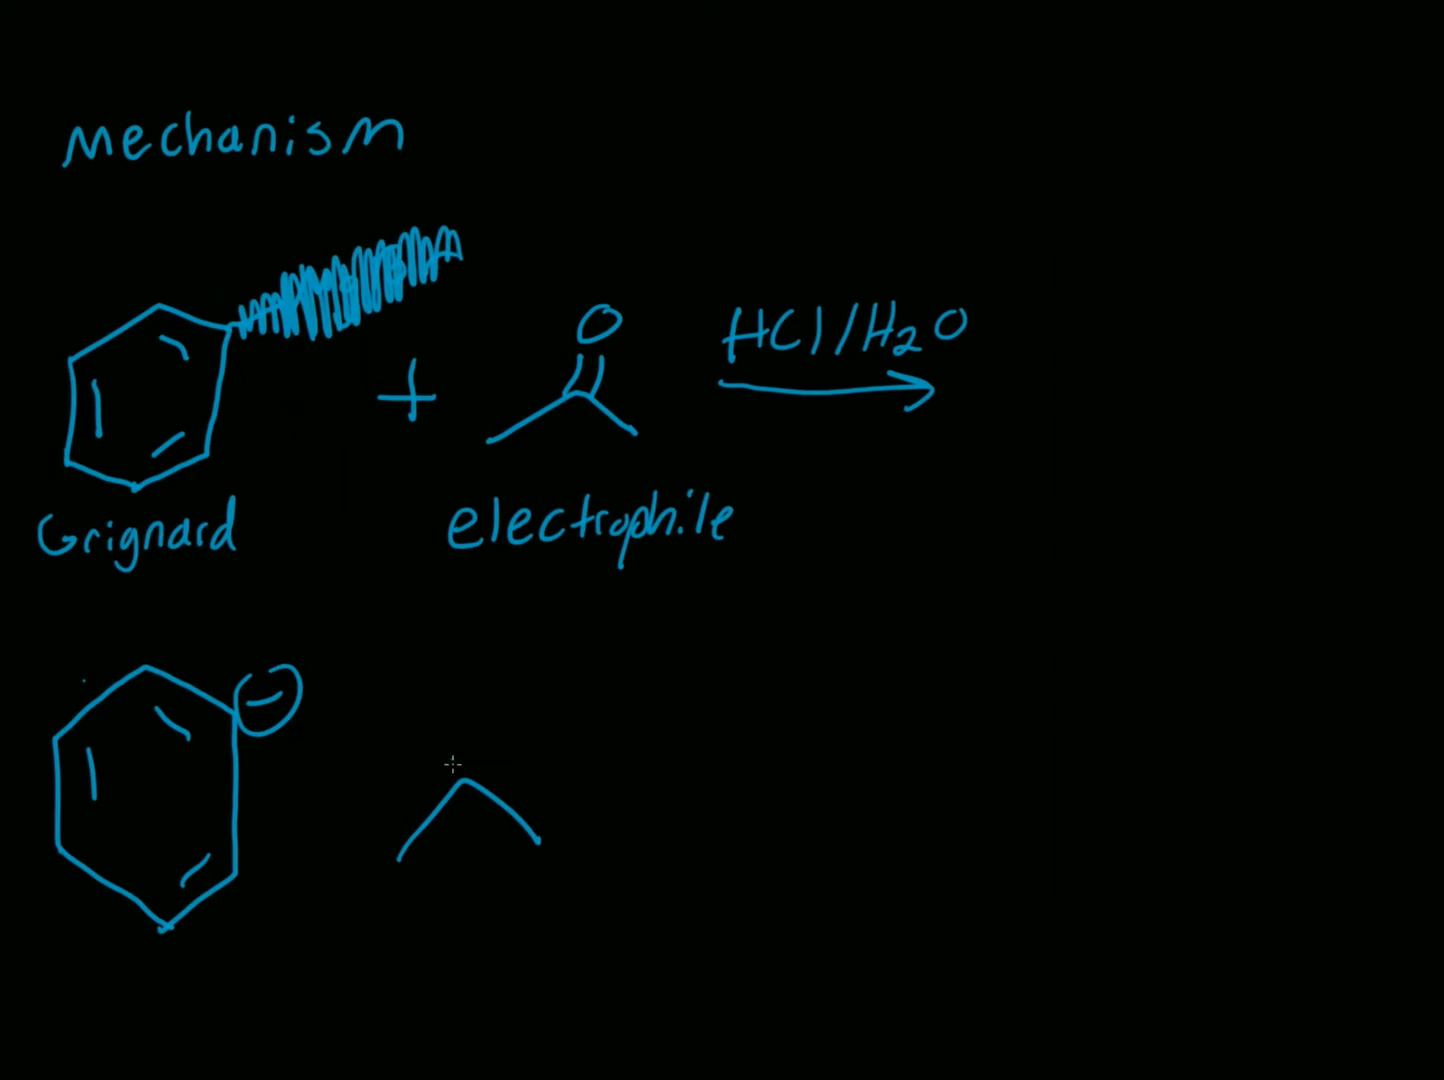 Mechanism
+
O
HCl/H₂O
Grignard
electrophile
−